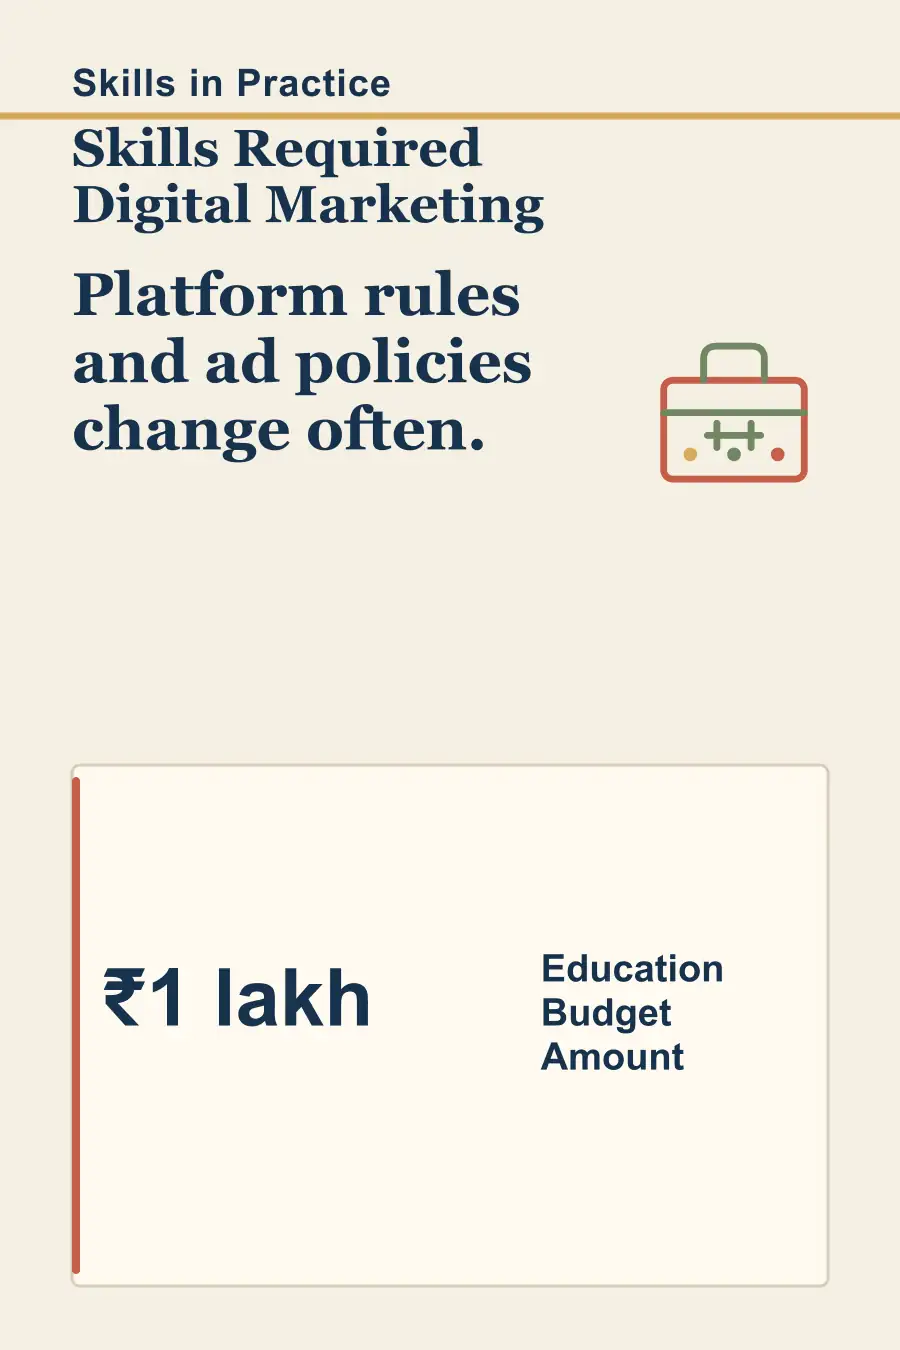 Skills in Practice
Skills Required
Digital Marketing
Platform rules
and ad policies
change often.
₹1 lakh
Education
Budget
Amount